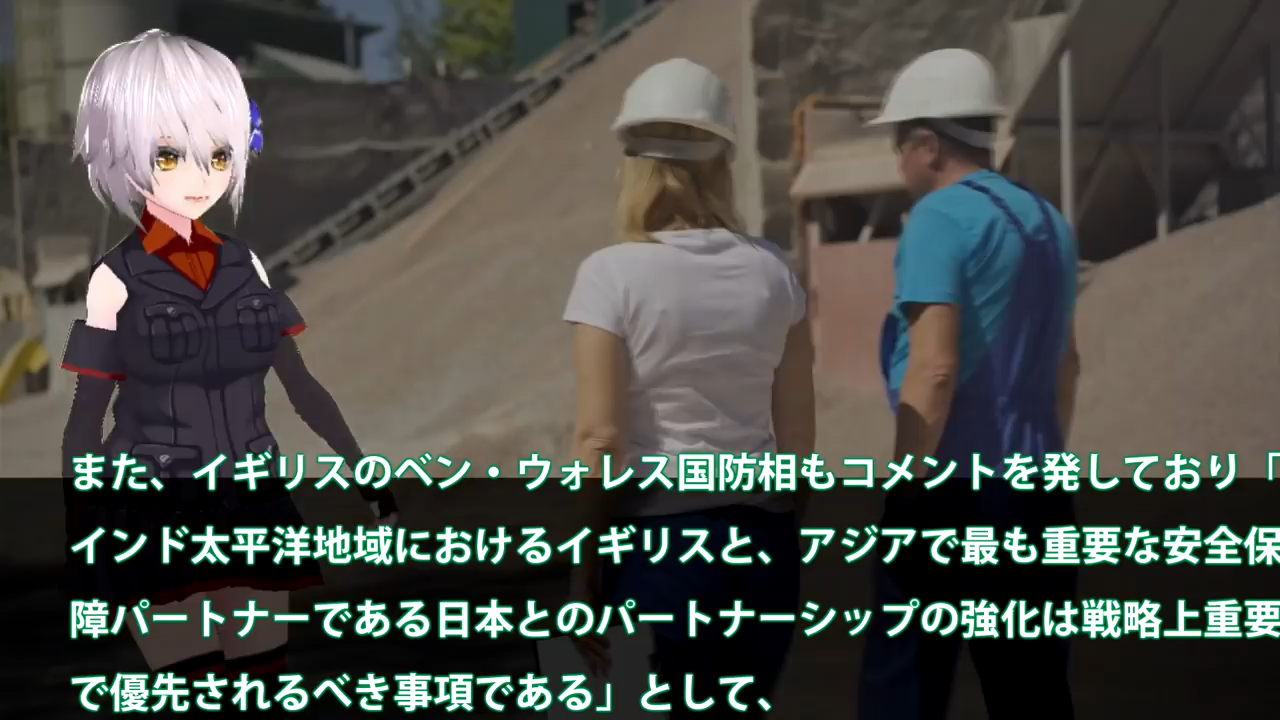 また、イギリスのベン・ウォレス国防相もコメントを発しており「
インド太平洋地域におけるイギリスと、アジアで最も重要な安全保
障パートナーである日本とのパートナーシップの強化は戦略上重要
で優先されるべき事項である」として、